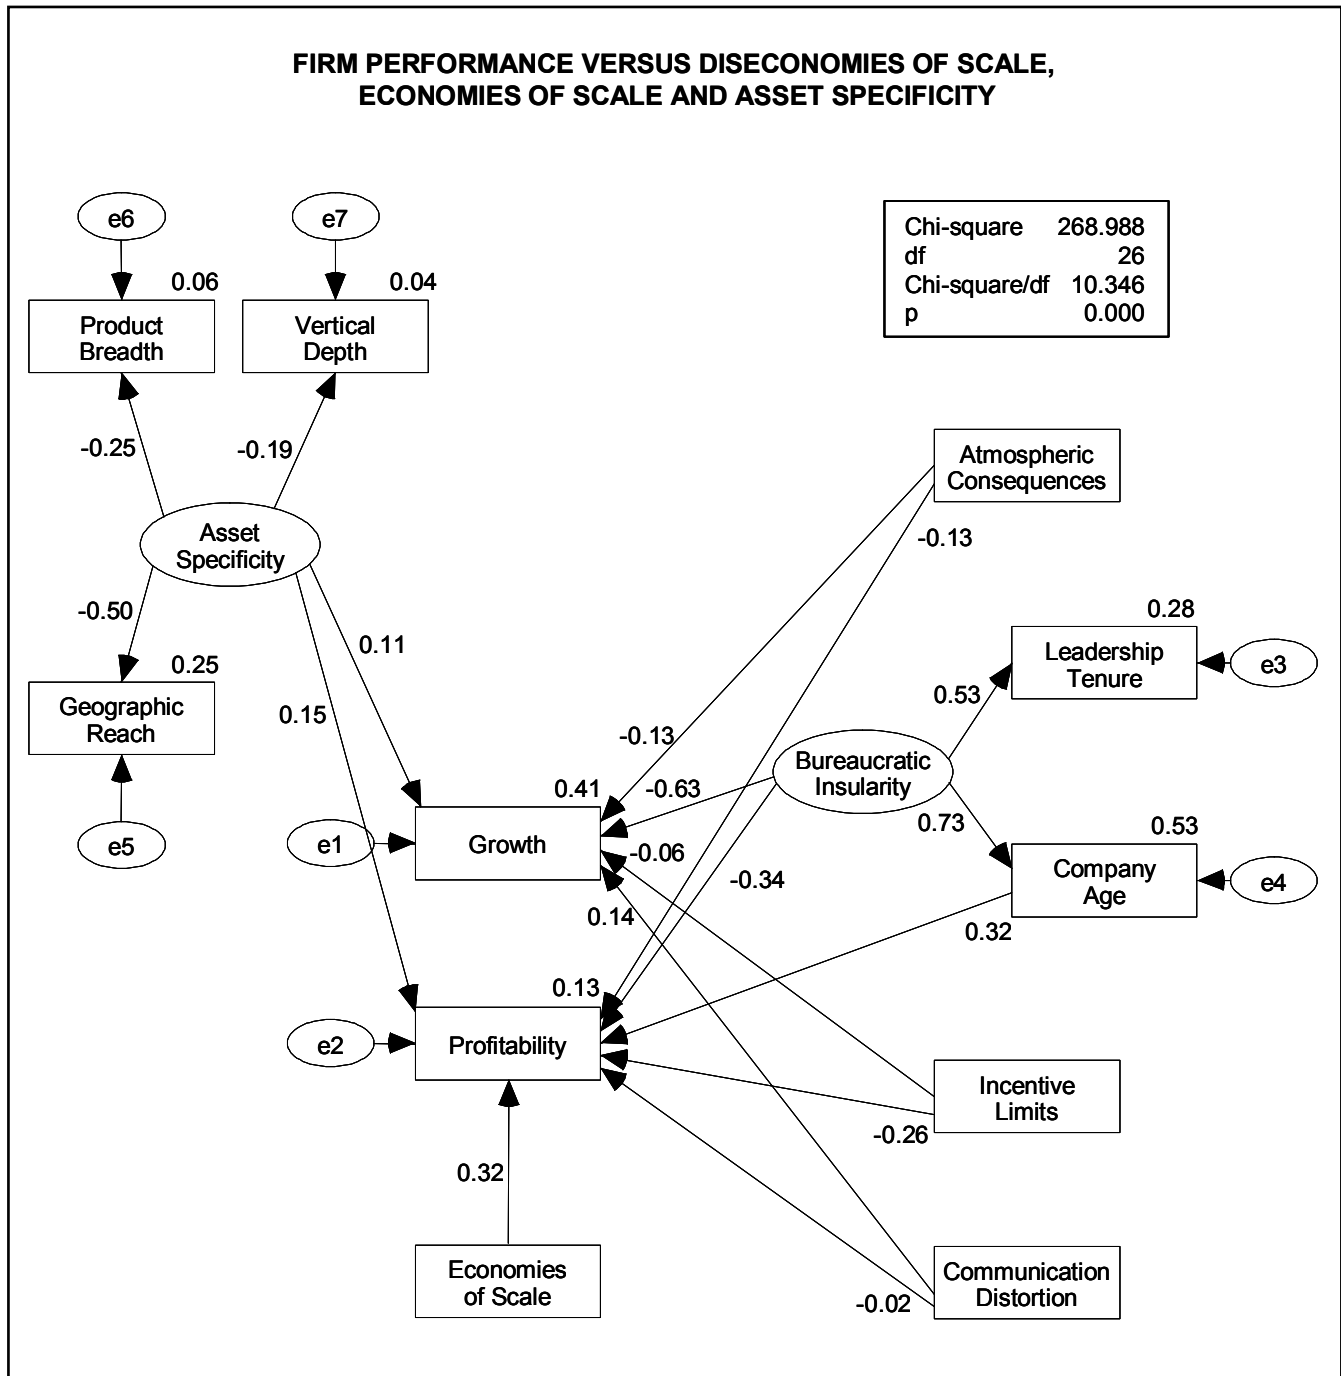 FIRM PERFORMANCE VERSUS DISECONOMIES OF SCALE,
ECONOMIES OF SCALE AND ASSET SPECIFICITY
e6
e7
Chi-square 268.988
df 26
Chi-square/df 10.346
p 0.000
0.06
0.04
Product
Breadth
Vertical
Depth
-0.25
-0.19
Atmospheric
Consequences
-0.13
Asset
Specificity
-0.50
0.11
0.25
Geographic
Reach
0.15
e5
0.28
Leadership
Tenure
e3
0.53
-0.13
Bureaucratic
Insularity
0.41
-0.63
0.73
0.53
e1
Growth
-0.06
-0.34
Company
Age
e4
0.14
0.32
0.13
e2
Profitability
Incentive
Limits
-0.26
0.32
Economies
of Scale
Communication
Distortion
-0.02